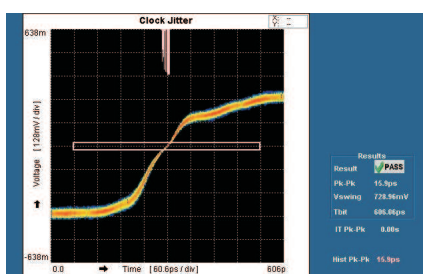 Clock Jitter
X: --
Y: --
638m
Voltage [128mV / div]
-638m
0.0
Time [60.6ps / div]
606p
Results
Result PASS
Pk-Pk 15.9ps
Vswing 728.96mV
Tbit 606.06ps
IT Pk-Pk 0.00s
Hist Pk-Pk 15.9ps